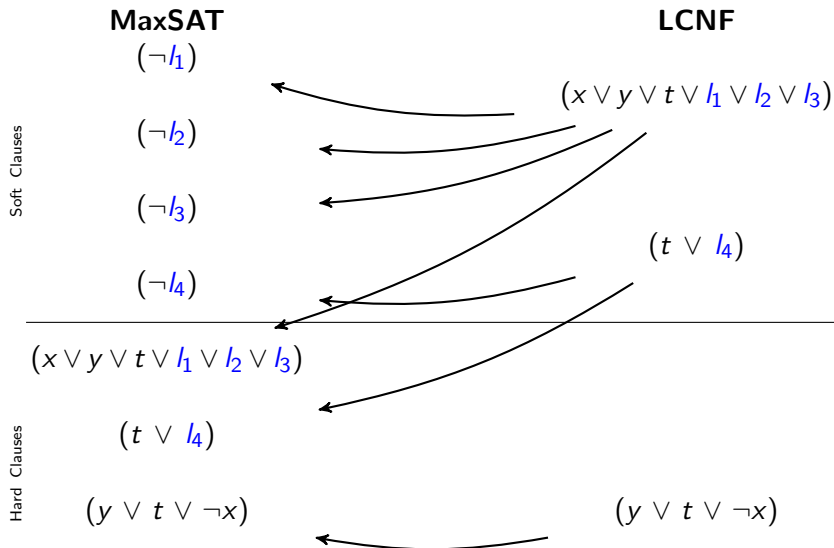 MaxSAT LCNF
(¬l₁)
(x ∨ y ∨ t ∨ l₁ ∨ l₂ ∨ l₃)
(¬l₂)
Soft Clauses
(¬l₃)
(t ∨ l₄)
(¬l₄)
(x ∨ y ∨ t ∨ l₁ ∨ l₂ ∨ l₃)
(t ∨ l₄)
Hard Clauses
(y ∨ t ∨ ¬x) (y ∨ t ∨ ¬x)